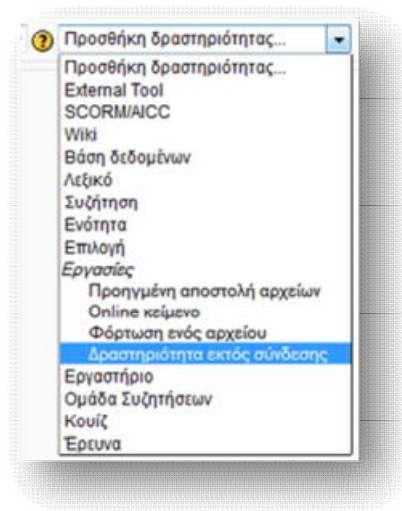 ? Προσθήκη δραστηριότητας...
Προσθήκη δραστηριότητας...
External Tool
SCORM/AICC
Wiki
Βάση δεδομένων
Λεξικό
Συζήτηση
Ενότητα
Επιλογή
Εργασίες
Προηγμένη αποστολή αρχείων
Online κείμενο
Φόρτωση ενός αρχείου
Δραστηριότητα εκτός σύνδεσης
Εργαστήριο
Ομάδα Συζητήσεων
Κουίζ
Έρευνα